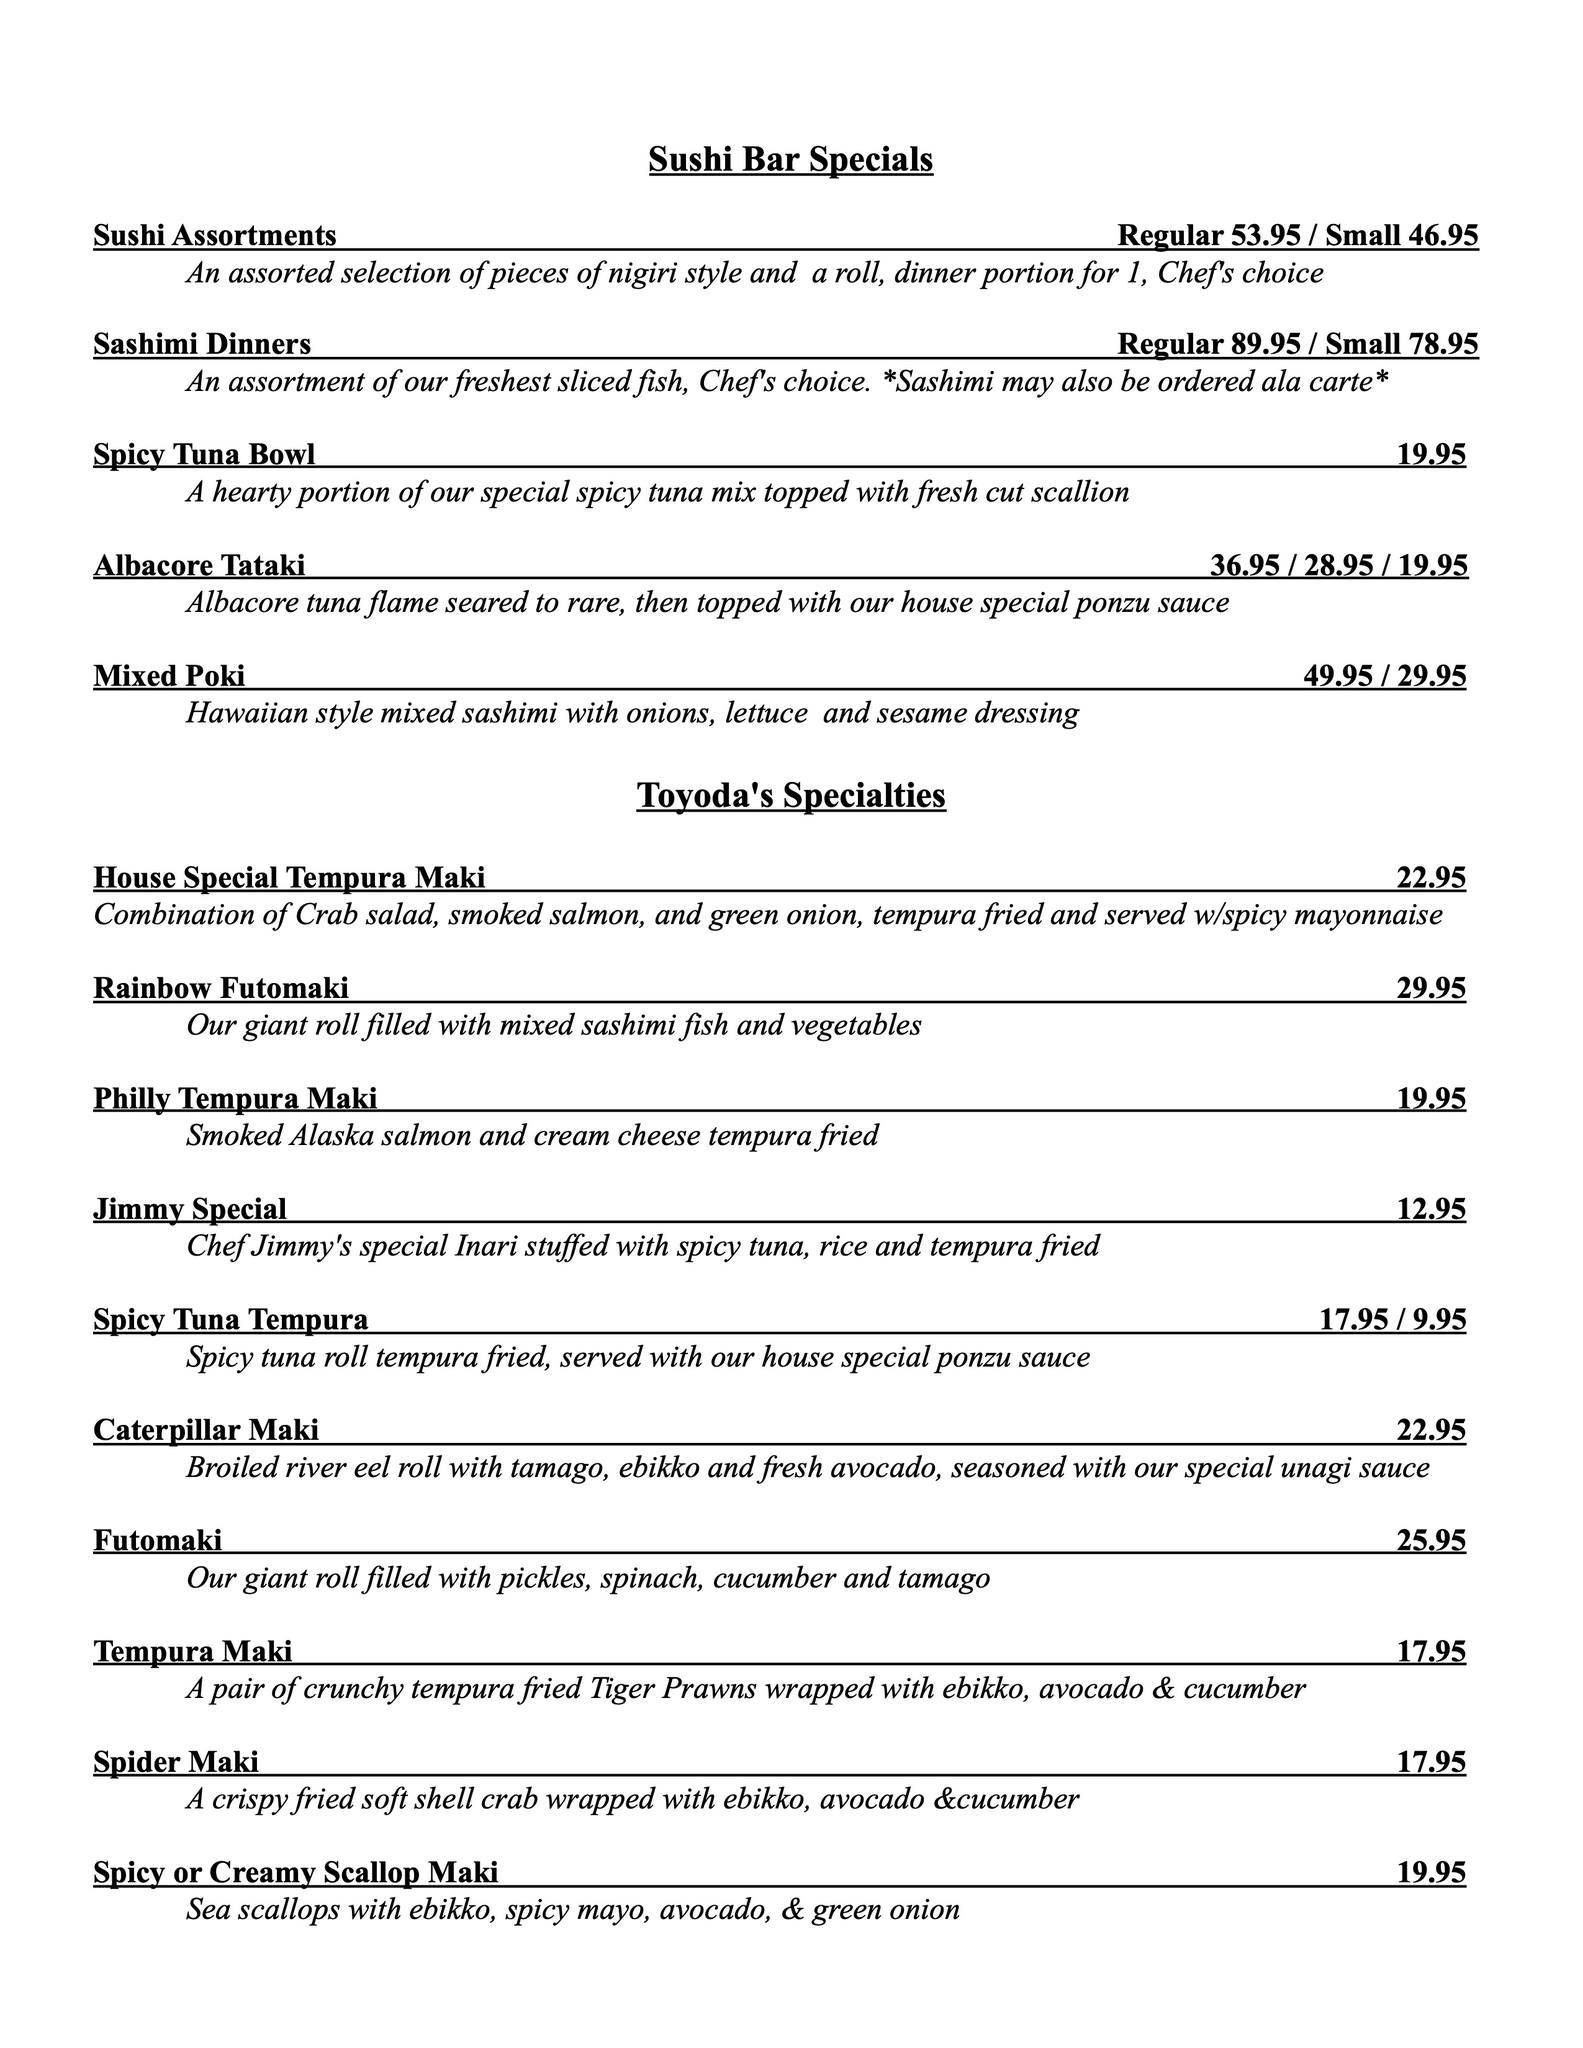 Sushi Bar Specials
Sushi Assortments Regular 53.95 / Small 46.95
An assorted selection of pieces of nigiri style and a roll, dinner portion for 1, Chef's choice
Sashimi Dinners Regular 89.95 / Small 78.95
An assortment of our freshest sliced fish, Chef's choice. *Sashimi may also be ordered ala carte*
Spicy Tuna Bowl 19.95
A hearty portion of our special spicy tuna mix topped with fresh cut scallion
Albacore Tataki 36.95 / 28.95 / 19.95
Albacore tuna flame seared to rare, then topped with our house special ponzu sauce
Mixed Poki 49.95 / 29.95
Hawaiian style mixed sashimi with onions, lettuce and sesame dressing
Toyoda's Specialties
House Special Tempura Maki 22.95
Combination of Crab salad, smoked salmon, and green onion, tempura fried and served w/spicy mayonnaise
Rainbow Futomaki 29.95
Our giant roll filled with mixed sashimi fish and vegetables
Philly Tempura Maki 19.95
Smoked Alaska salmon and cream cheese tempura fried
Jimmy Special 12.95
Chef Jimmy's special Inari stuffed with spicy tuna, rice and tempura fried
Spicy Tuna Tempura 17.95 / 9.95
Spicy tuna roll tempura fried, served with our house special ponzu sauce
Caterpillar Maki 22.95
Broiled river eel roll with tamago, ebikko and fresh avocado, seasoned with our special unagi sauce
Futomaki 25.95
Our giant roll filled with pickles, spinach, cucumber and tamago
Tempura Maki 17.95
A pair of crunchy tempura fried Tiger Prawns wrapped with ebikko, avocado & cucumber
Spider Maki 17.95
A crispy fried soft shell crab wrapped with ebikko, avocado &cucumber
Spicy or Creamy Scallop Maki 19.95
Sea scallops with ebikko, spicy mayo, avocado, & green onion